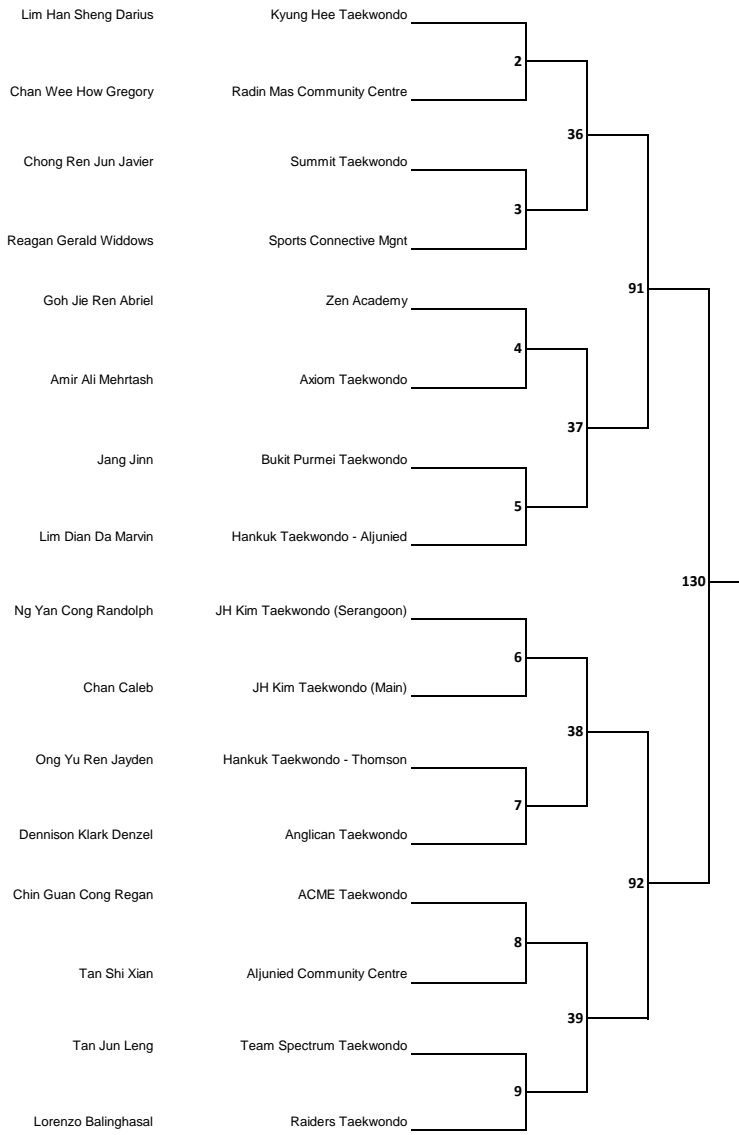 Lim Han Sheng Darius Kyung Hee Taekwondo
2
Chan Wee How Gregory Radin Mas Community Centre
36
Chong Ren Jun Javier Summit Taekwondo
3
Reagan Gerald Widdows Sports Connective Mgnt
91
Goh Jie Ren Abriel Zen Academy
4
Amir Ali Mehrtash Axiom Taekwondo
37
Jang Jinn Bukit Purmei Taekwondo
5
Lim Dian Da Marvin Hankuk Taekwondo - Aljunied
130
Ng Yan Cong Randolph JH Kim Taekwondo (Serangoon)
6
Chan Caleb JH Kim Taekwondo (Main)
38
Ong Yu Ren Jayden Hankuk Taekwondo - Thomson
7
Dennison Klark Denzel Anglican Taekwondo
92
Chin Guan Cong Regan ACME Taekwondo
8
Tan Shi Xian Aljunied Community Centre
39
Tan Jun Leng Team Spectrum Taekwondo
9
Lorenzo Balinghasal Raiders Taekwondo